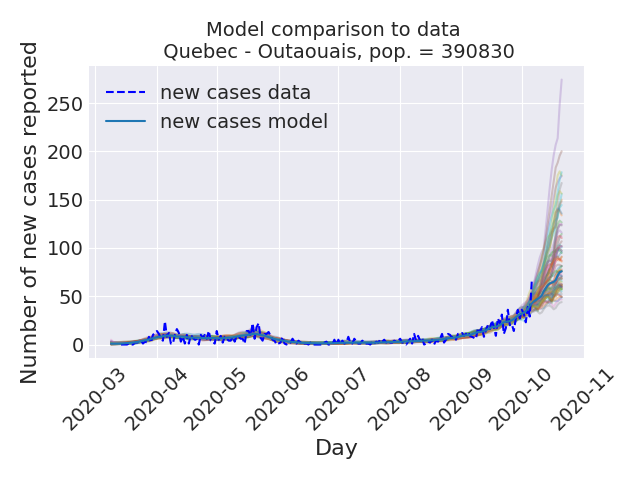 Model comparison to data
Quebec - Outaouais, pop. = 390830
Number of new cases reported
new cases data
new cases model
250
200
150
100
50
0
2020-03
2020-04
2020-05
2020-06
2020-07
2020-08
2020-09
2020-10
2020-11
Day